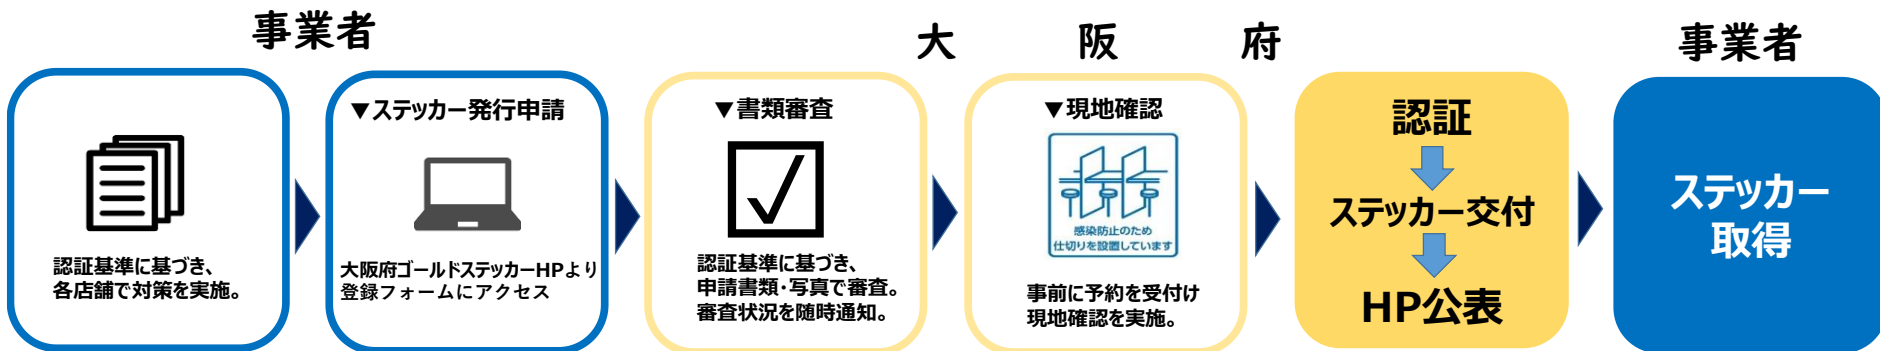 事業者
大阪府
事業者
認証基準に基づき、
各店舗で対策を実施。
▼ステッカー発行申請
大阪府ゴールドステッカーHPより
登録フォームにアクセス
▼書類審査
認証基準に基づき、
申請書類・写真で審査。
審査状況を随時通知。
▼現地確認
感染防止のため
仕切りを設置しています
事前に予約を受付け
現地確認を実施。
認証
ステッカー交付
HP公表
ステッカー
取得